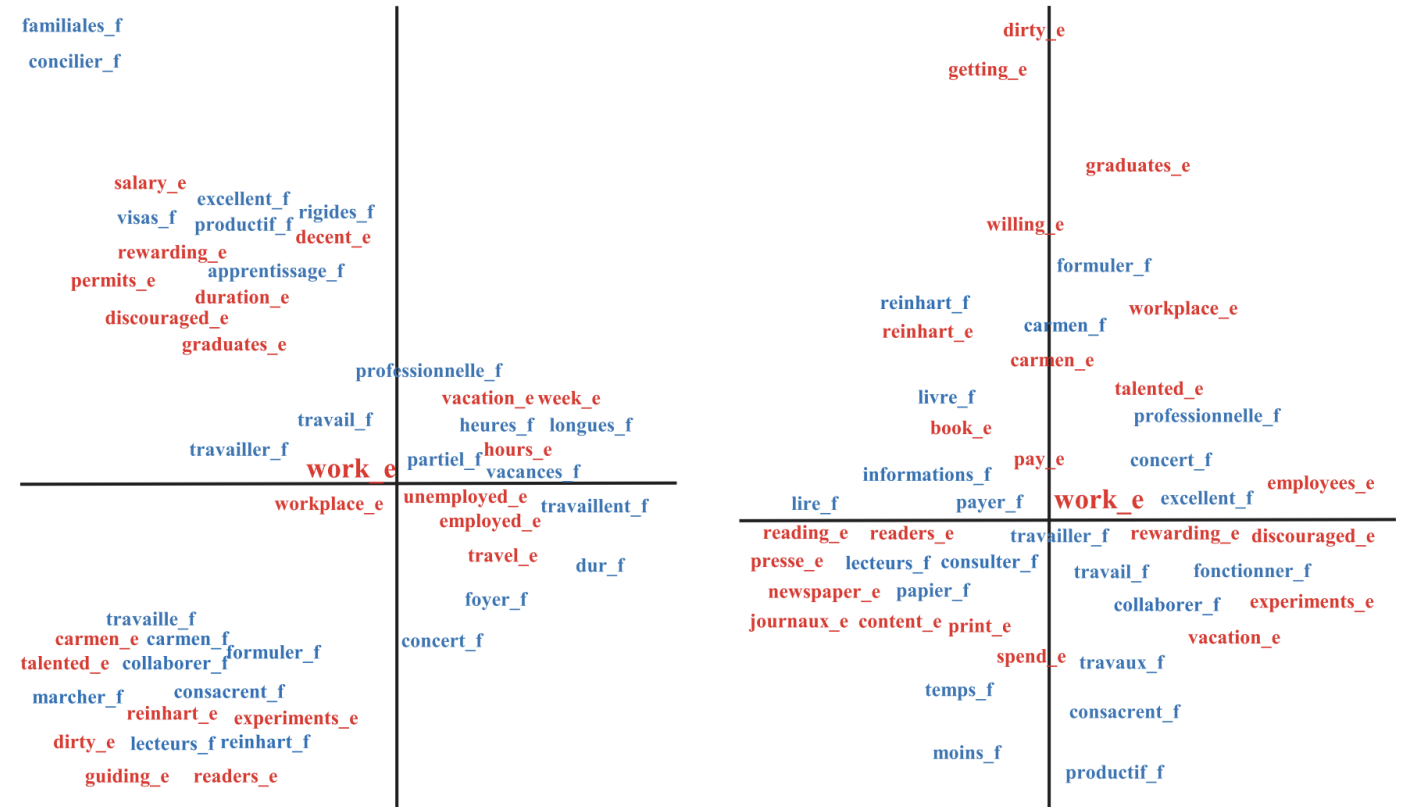 familiales_f
concilier_f
salary_e
excellent_f
rigides_f
visas_f
productif_f
decent_e
rewarding_e
apprentissage_f
permits_e
duration_e
discouraged_e
graduates_e
professionnelle_f
vacation_e week_e
travail_f
heures_f longues_f
travailler_f
hours_e
partiel_f
work_e
vacances_f
workplace_e
unemployed_e
travaillent_f
employed_e
travel_e
dur_f
foyer_f
travaille_f
concert_f
carmen_e carmen_f
formuler_f
talented_e collaborer_f
marcher_f
consacrent_f
reinhart_e
experiments_e
dirty_e lecteurs_f reinhart_f
guiding_e readers_e
dirty_e
getting_e
graduates_e
willing_e
formuler_f
reinhart_f
workplace_e
reinhart_e
carmen_f
carmen_e
talented_e
livre_f
professionnelle_f
book_e
pay_e
concert_f
informations_f
employees_e
lire_f
payer_f
work_e
excellent_f
reading_e readers_e
travailler_f
rewarding_e discouraged_e
presse_e lecteurs_f consulter_f
travail_f
fonctionner_f
newspaper_e papier_f
collaborer_f
experiments_e
journaux_e content_e print_e
vacation_e
spend_e
travaux_f
temps_f
consacrent_f
moins_f
productif_f